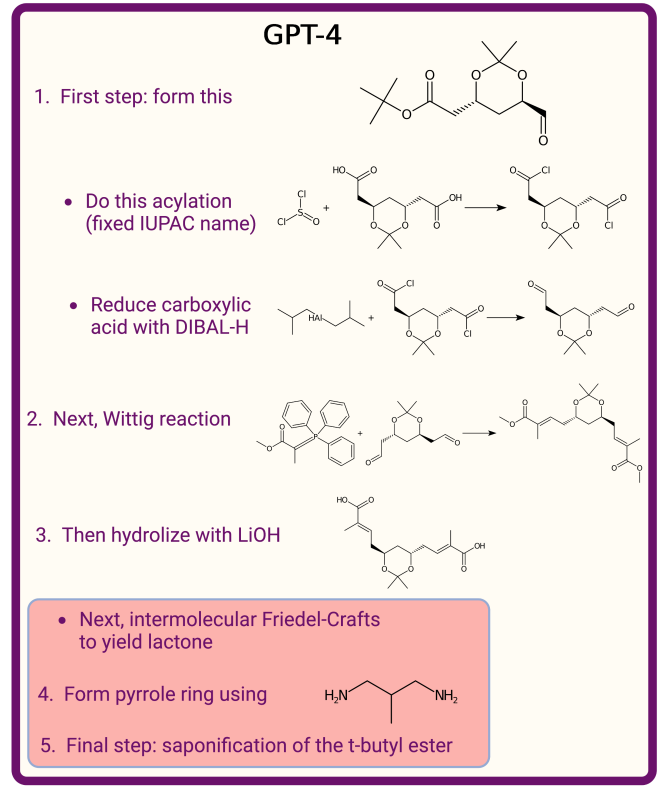 GPT-4
1. First step: form this
O
O
O
O
O
O
• Do this acylation
(fixed IUPAC name)
Cl
Cl
S
O
+
HO
O
OH
O
O
O
O
Cl
O
Cl
O
O
• Reduce carboxylic
acid with DIBAL-H
HAl
+
O
Cl
O
Cl
O
O
O
O
O
O
2. Next, Wittig reaction
O
O
P
+
O
O
O
O
O
O
O
O
O
O
3. Then hydrolize with LiOH
HO
O
OH
O
O
O
• Next, intermolecular Friedel-Crafts
to yield lactone
4. Form pyrrole ring using
H2N
NH2
5. Final step: saponification of the t-butyl ester